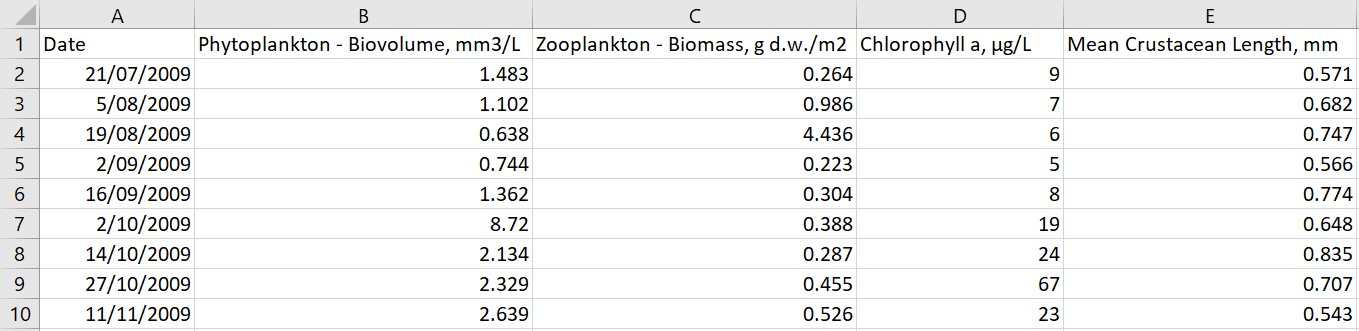 A B C D E
1 Date Phytoplankton - Biovolume, mm3/L Zooplankton - Biomass, g d.w./m2 Chlorophyll a, µg/L Mean Crustacean Length, mm
2 21/07/2009 1.483 0.264 9 0.571
3 5/08/2009 1.102 0.986 7 0.682
4 19/08/2009 0.638 4.436 6 0.747
5 2/09/2009 0.744 0.223 5 0.566
6 16/09/2009 1.362 0.304 8 0.774
7 2/10/2009 8.72 0.388 19 0.648
8 14/10/2009 2.134 0.287 24 0.835
9 27/10/2009 2.329 0.455 67 0.707
10 11/11/2009 2.639 0.526 23 0.543